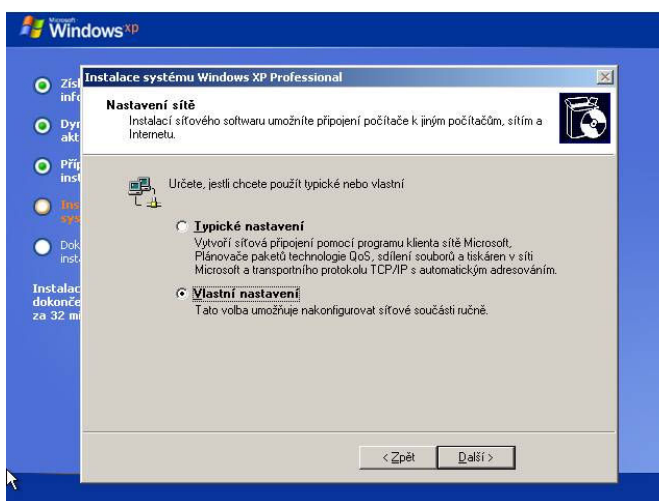 Microsoft
Windows xp
Instalace systému Windows XP Professional
Nastavení sítě
Instalací síťového softwaru umožníte připojení počítače k jiným počítačům, sítím a
Internetu.
Určete, jestli chcete použít typické nebo vlastní
Typické nastavení
Vytvoří síťová připojení pomocí programu klienta sítě Microsoft,
Plánovače paketů technologie QoS, sdílení souborů a tiskáren v síti
Microsoft a transportního protokolu TCP/IP s automatickým adresováním.
Vlastní nastavení
Tato volba umožňuje nakonfigurovat síťové součásti ručně.
< Zpět
Další >
za 32